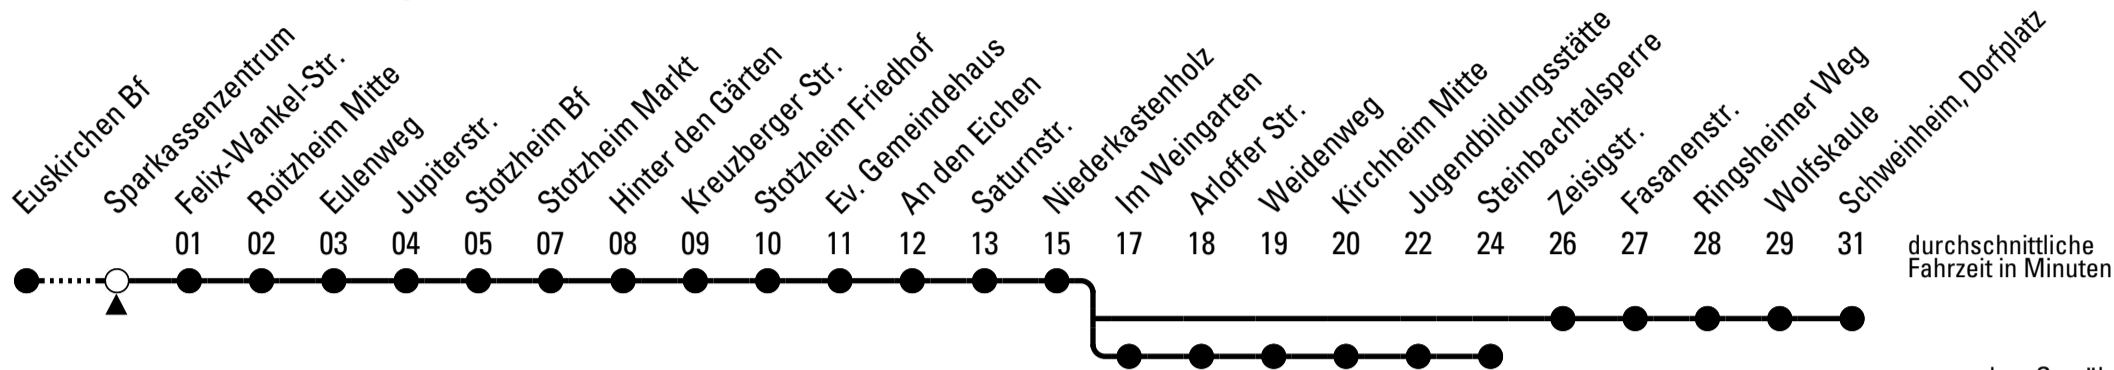 Euskirchen Bf
Sparkassenzentrum
Felix-Wankel-Str.
Roitzheim Mitte
Eulenweg
Jupiterstr.
Stotzheim Bf
Stotzheim Markt
Hinter den Gärten
Kreuzberger Str.
Stotzheim Friedhof
Ev. Gemeindehaus
An den Eichen
Saturnstr.
Niederkastenholz
Im Weingarten
Arloffer Str.
Weidenweg
Kirchheim Mitte
Jugendbildungsstätte
Steinbachtalsperre
Zeisigstr.
Fasanenstr.
Ringsheimer Weg
Wolfskaule
Schweinheim, Dorfplatz
01 02 03 04 05 07 08 09 10 11 12 13 15 17 18 19 20 22 24 26 27 28 29 31
durchschnittliche
Fahrzeit in Minuten